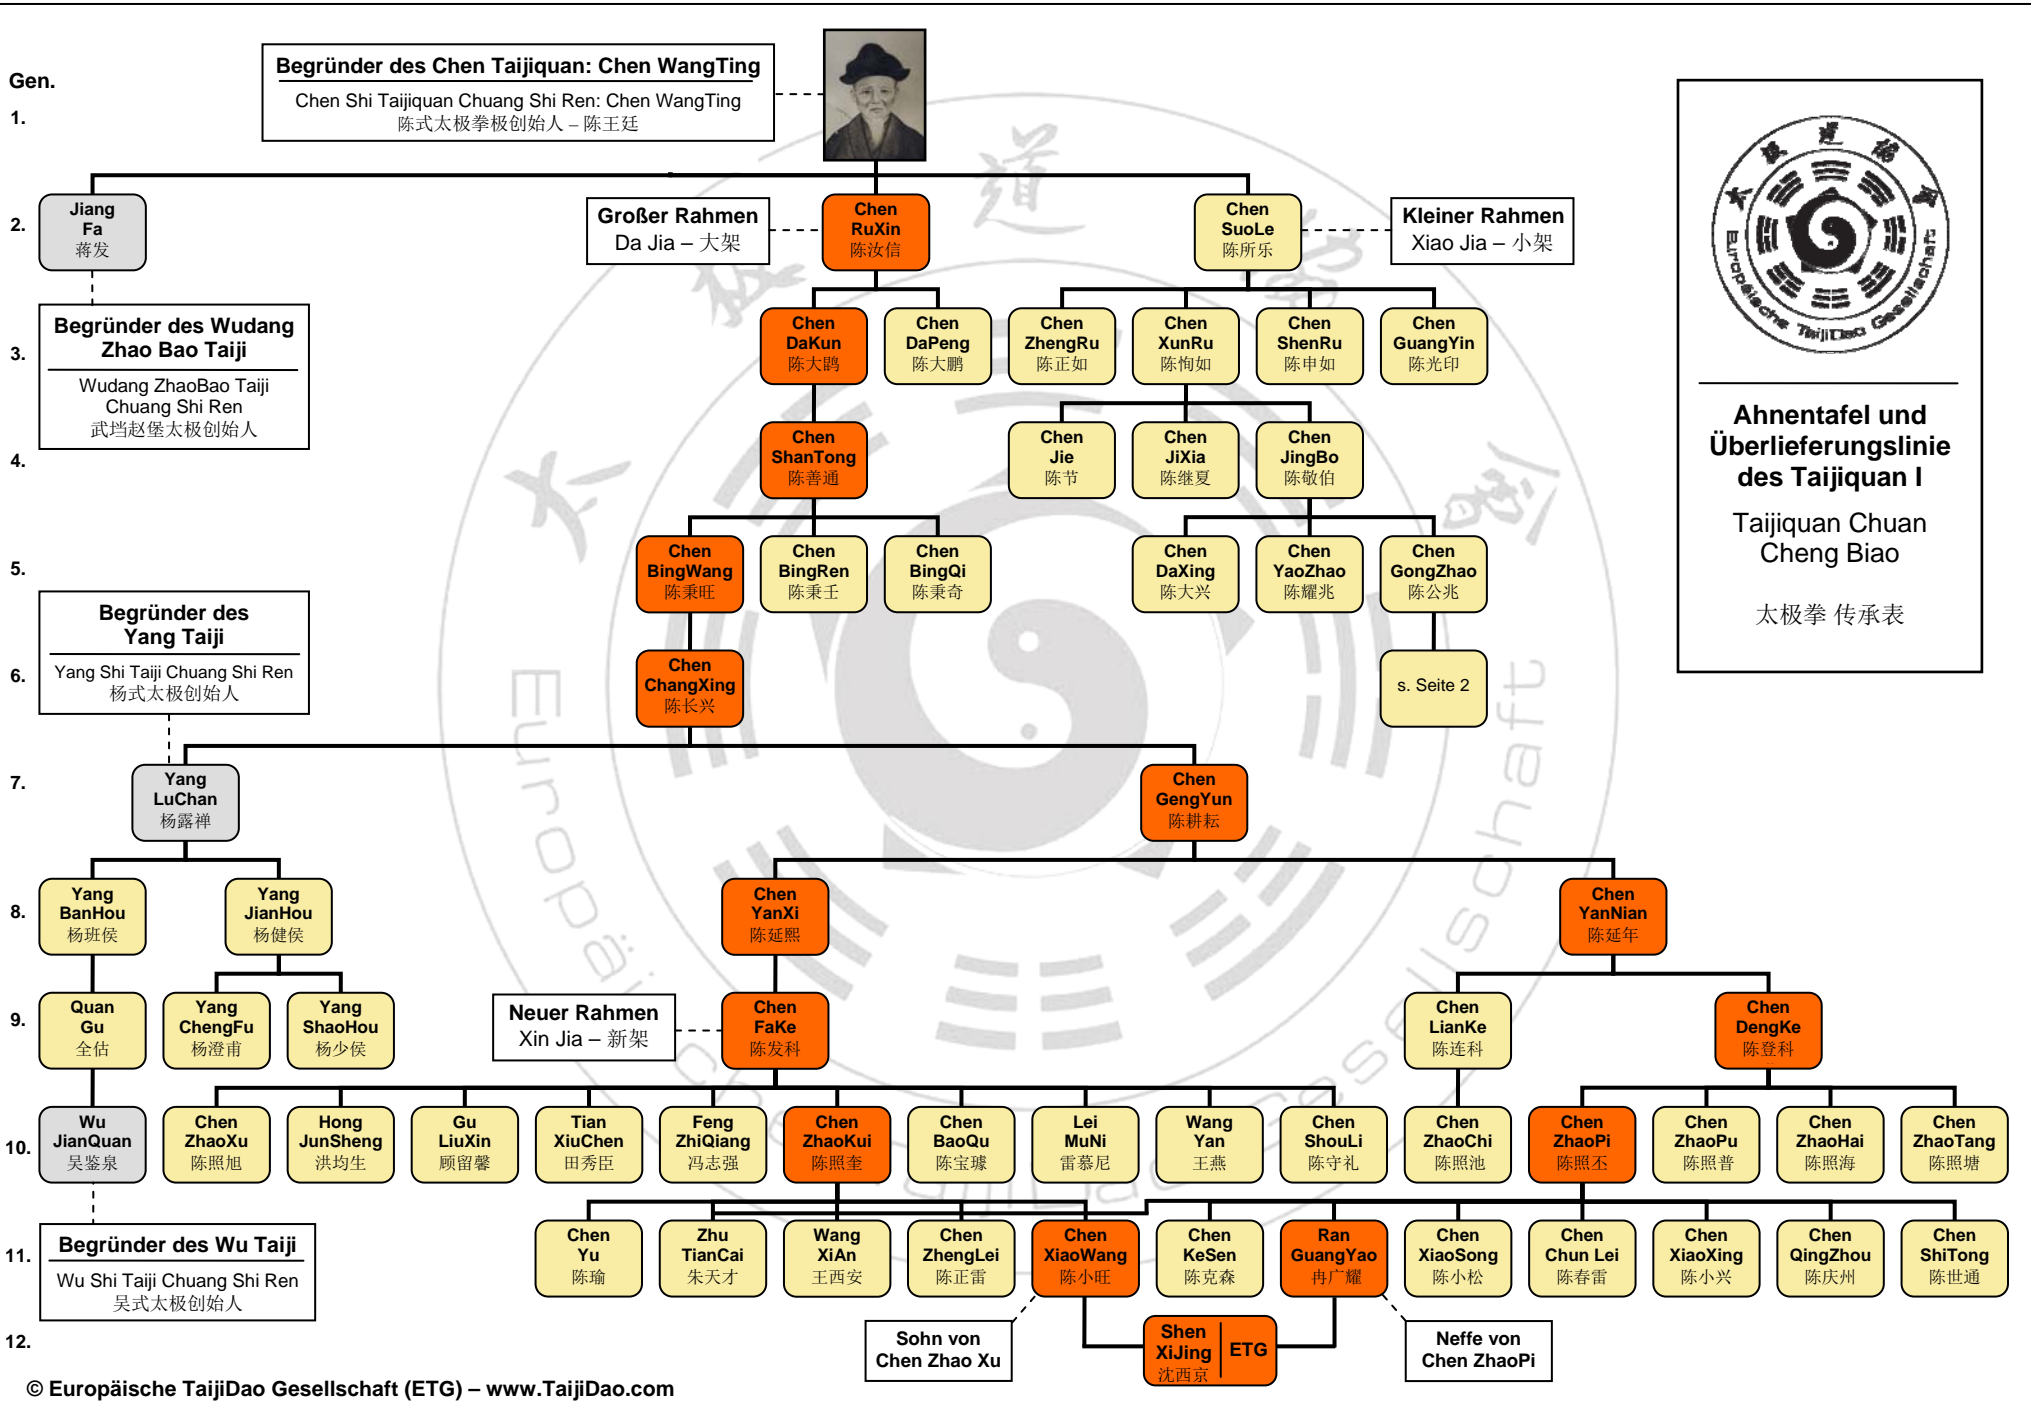 Gen.
1.
Begründer des Chen Taijiquan: Chen WangTing
Chen Shi Taijiquan Chuang Shi Ren: Chen WangTing
陈式太极拳极创始人 – 陈王廷
2.
Jiang
Fa
蒋发
Großer Rahmen
Da Jia – 大架
Chen
RuXin
陈汝信
Chen
SuoLe
陈所乐
Kleiner Rahmen
Xiao Jia – 小架
Begründer des Wudang
Zhao Bao Taiji
Wudang ZhaoBao Taiji
Chuang Shi Ren
武垱赵堡太极创始人
3.
Chen
DaKun
陈大鹍
Chen
DaPeng
陈大鹏
Chen
ZhengRu
陈正如
Chen
XunRu
陈恂如
Chen
ShenRu
陈申如
Chen
GuangYin
陈光印
4.
Chen
ShanTong
陈善通
Chen
Jie
陈节
Chen
JiXia
陈继夏
Chen
JingBo
陈敬伯
5.
Chen
BingWang
陈秉旺
Chen
BingRen
陈秉壬
Chen
BingQi
陈秉奇
Chen
DaXing
陈大兴
Chen
YaoZhao
陈耀兆
Chen
GongZhao
陈公兆
Begründer des
Yang Taiji
Yang Shi Taiji Chuang Shi Ren
杨式太极创始人
6.
Chen
ChangXing
陈长兴
s. Seite 2
7.
Yang
LuChan
杨露禅
Chen
GengYun
陈耕耘
8.
Yang
BanHou
杨班侯
Yang
JianHou
杨健侯
Chen
YanXi
陈延熙
Chen
YanNian
陈延年
9.
Quan
Gu
全估
Yang
ChengFu
杨澄甫
Yang
ShaoHou
杨少侯
Neuer Rahmen
Xin Jia – 新架
Chen
FaKe
陈发科
Chen
LianKe
陈连科
Chen
DengKe
陈登科
10.
Wu
JianQuan
吴鉴泉
Chen
ZhaoXu
陈照旭
Hong
JunSheng
洪均生
Gu
LiuXin
顾留馨
Tian
XiuChen
田秀臣
Feng
ZhiQiang
冯志强
Chen
ZhaoKui
陈照奎
Chen
BaoQu
陈宝璩
Lei
MuNi
雷慕尼
Wang
Yan
王燕
Chen
ShouLi
陈守礼
Chen
ZhaoChi
陈照池
Chen
ZhaoPi
陈照丕
Chen
ZhaoPu
陈照普
Chen
ZhaoHai
陈照海
Chen
ZhaoTang
陈照塘
11.
Begründer des Wu Taiji
Wu Shi Taiji Chuang Shi Ren
吴式太极创始人
Chen
Yu
陈瑜
Zhu
TianCai
朱天才
Wang
XiAn
王西安
Chen
ZhengLei
陈正雷
Chen
XiaoWang
陈小旺
Chen
KeSen
陈克森
Ran
GuangYao
冉广耀
Chen
XiaoSong
陈小松
Chen
Chun Lei
陈春雷
Chen
XiaoXing
陈小兴
Chen
QingZhou
陈庆州
Chen
ShiTong
陈世通
12.
Sohn von
Chen Zhao Xu
Shen
XiJing
沈西京
ETG
Neffe von
Chen ZhaoPi
© Europäische TaijiDao Gesellschaft (ETG) – www.TaijiDao.com
Europäische TaijiDao Gesellschaft
Ahnentafel und
Überlieferungslinie
des Taijiquan I
Taijiquan Chuan
Cheng Biao
太极拳 传承表
Europäische TaijiDao Gesellschaft